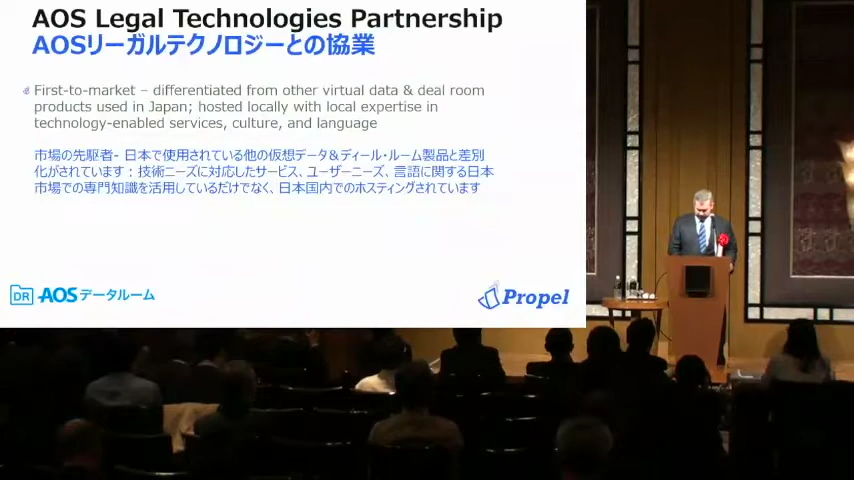 AOS Legal Technologies Partnership
AOSリーガルテクノロジーとの協業
First-to-market – differentiated from other virtual data & deal room
products used in Japan; hosted locally with local expertise in
technology-enabled services, culture, and language
市場の先駆者- 日本で使用されている他の仮想データ＆ディール・ルーム製品と差別
化がされています：技術ニーズに対応したサービス、ユーザーニーズ、言語に関する日本
市場での専門知識を活用しているだけでなく、日本国内でのホスティングされています
DR AOSデータルーム
Propel